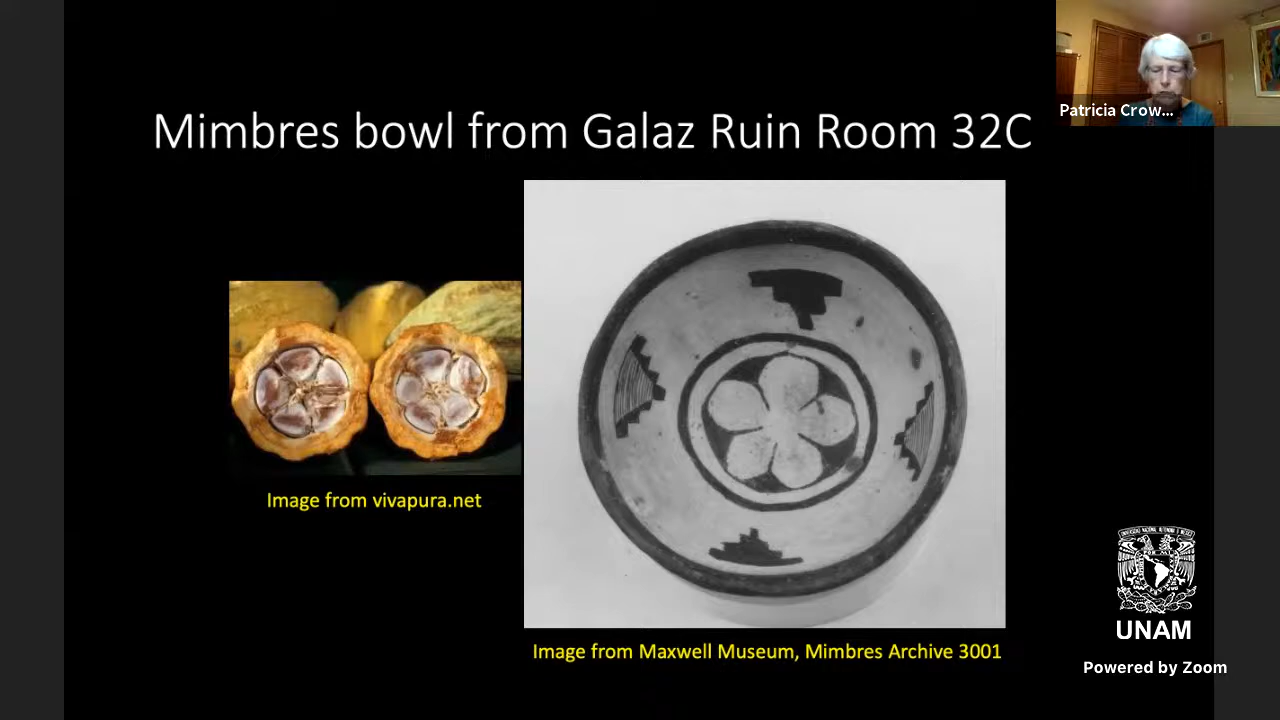 Patricia Crow...
Mimbres bowl from Galaz Ruin Room 32C
Image from vivapura.net
Image from Maxwell Museum, Mimbres Archive 3001
UNAM
Powered by Zoom